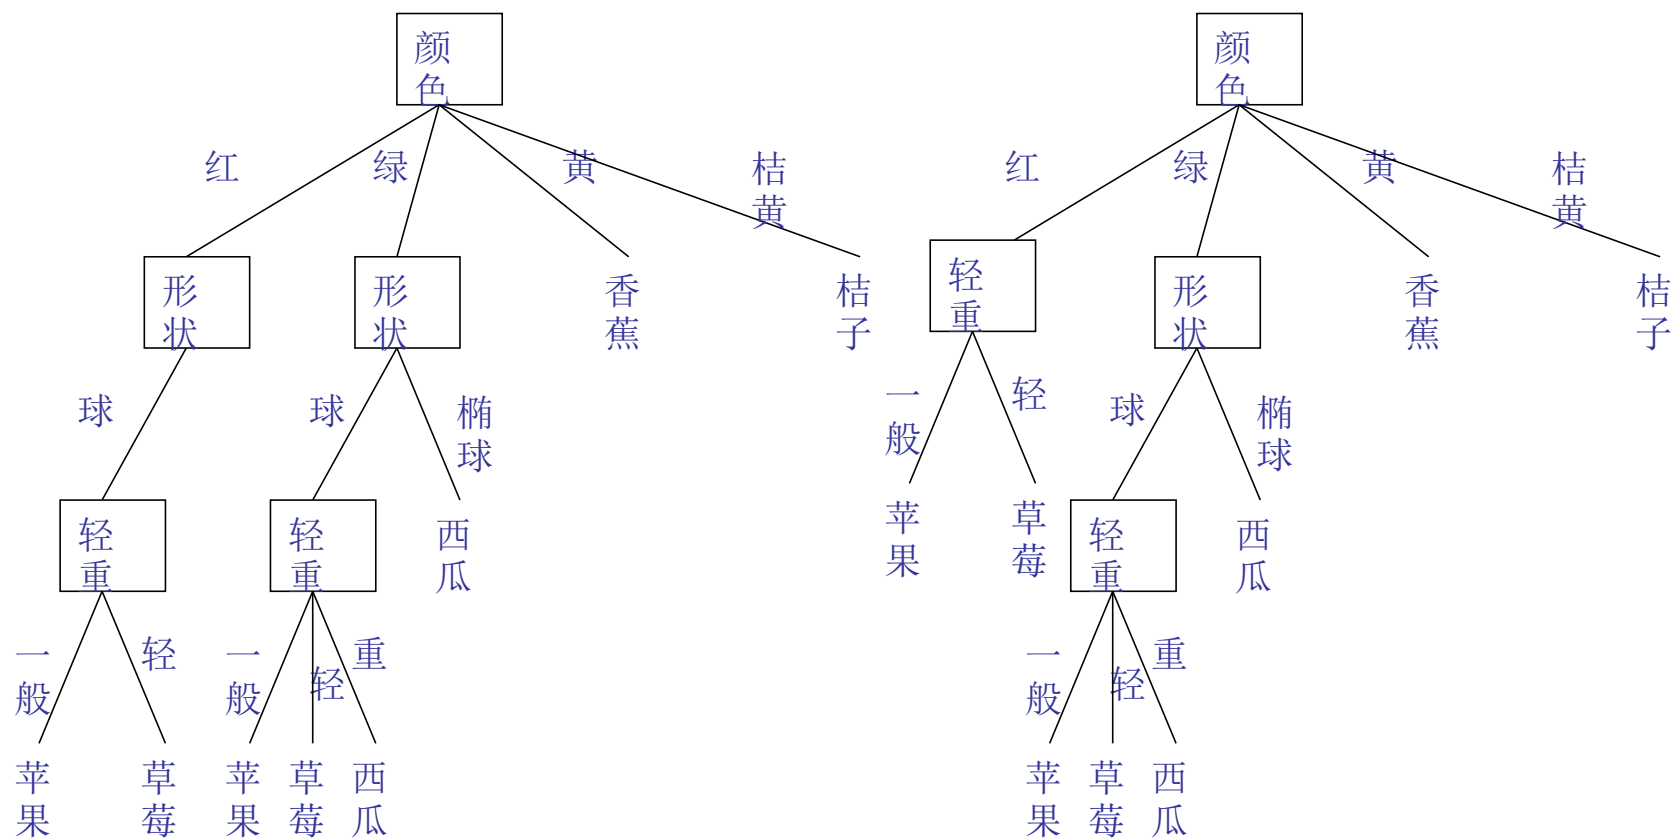 颜
色
颜
色
红
绿
黄
桔
黄
红
绿
黄
桔
黄
形
状
形
状
香
蕉
桔
子
轻
重
形
状
香
蕉
桔
子
球
球
椭
球
一
般
轻
球
椭
球
轻
重
轻
重
西
瓜
苹
果
草
莓
轻
重
西
瓜
一
般
轻
一
般
轻
重
一
般
轻
重
苹
果
草
莓
苹
果
草
莓
西
瓜
苹
果
草
莓
西
瓜